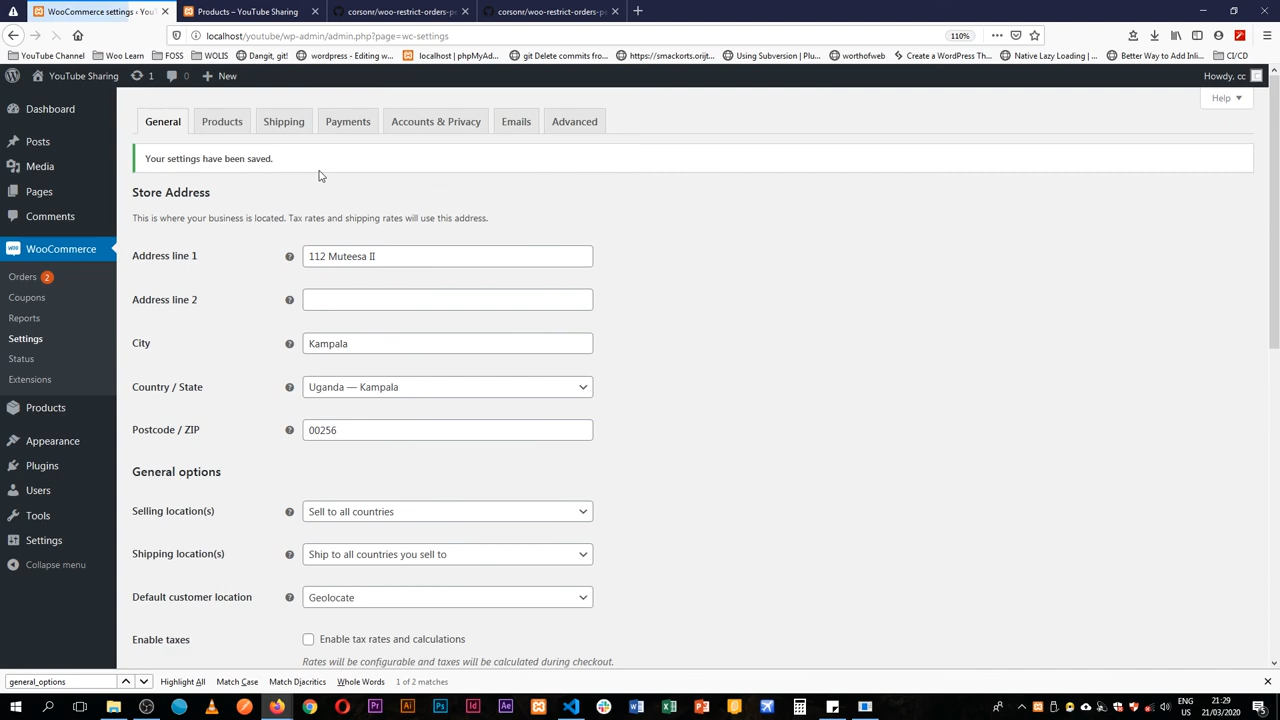 WooCommerce settings ‹ You
Products – YouTube Sharing
corsonr/woo-restrict-orders-pe
corsonr/woo-restrict-orders-pe
localhost/youtube/wp-admin/admin.php?page=wc-settings
110%
YouTube Channel
Woo Learn
FOSS
WOLIS
Dangit, git!
wordpress - Editing w...
localhost | phpMyAd...
git Delete commits fro...
https://smackorts.orijt...
Using Subversion | Pl...
worthofweb
Create a WordPress Th...
Native Lazy Loading |...
Better Way to Add Inli...
CI/CD
YouTube Sharing
1
0
New
Howdy, cc
Dashboard
Posts
Media
Pages
Comments
WooCommerce
Orders 2
Coupons
Reports
Settings
Status
Extensions
Products
Appearance
Plugins
Users
Tools
Settings
Collapse menu
Help
General
Products
Shipping
Payments
Accounts & Privacy
Emails
Advanced
Your settings have been saved.
Store Address
This is where your business is located. Tax rates and shipping rates will use this address.
Address line 1
112 Muteesa II
Address line 2
City
Kampala
Country / State
Uganda — Kampala
Postcode / ZIP
00256
General options
Selling location(s)
Sell to all countries
Shipping location(s)
Ship to all countries you sell to
Default customer location
Geolocate
Enable taxes
Enable tax rates and calculations
Rates will be configurable and taxes will be calculated during checkout.
general_options
Highlight All
Match Case
Match Diacritics
Whole Words
1 of 2 matches
ENG
US
21:29
21/03/2020